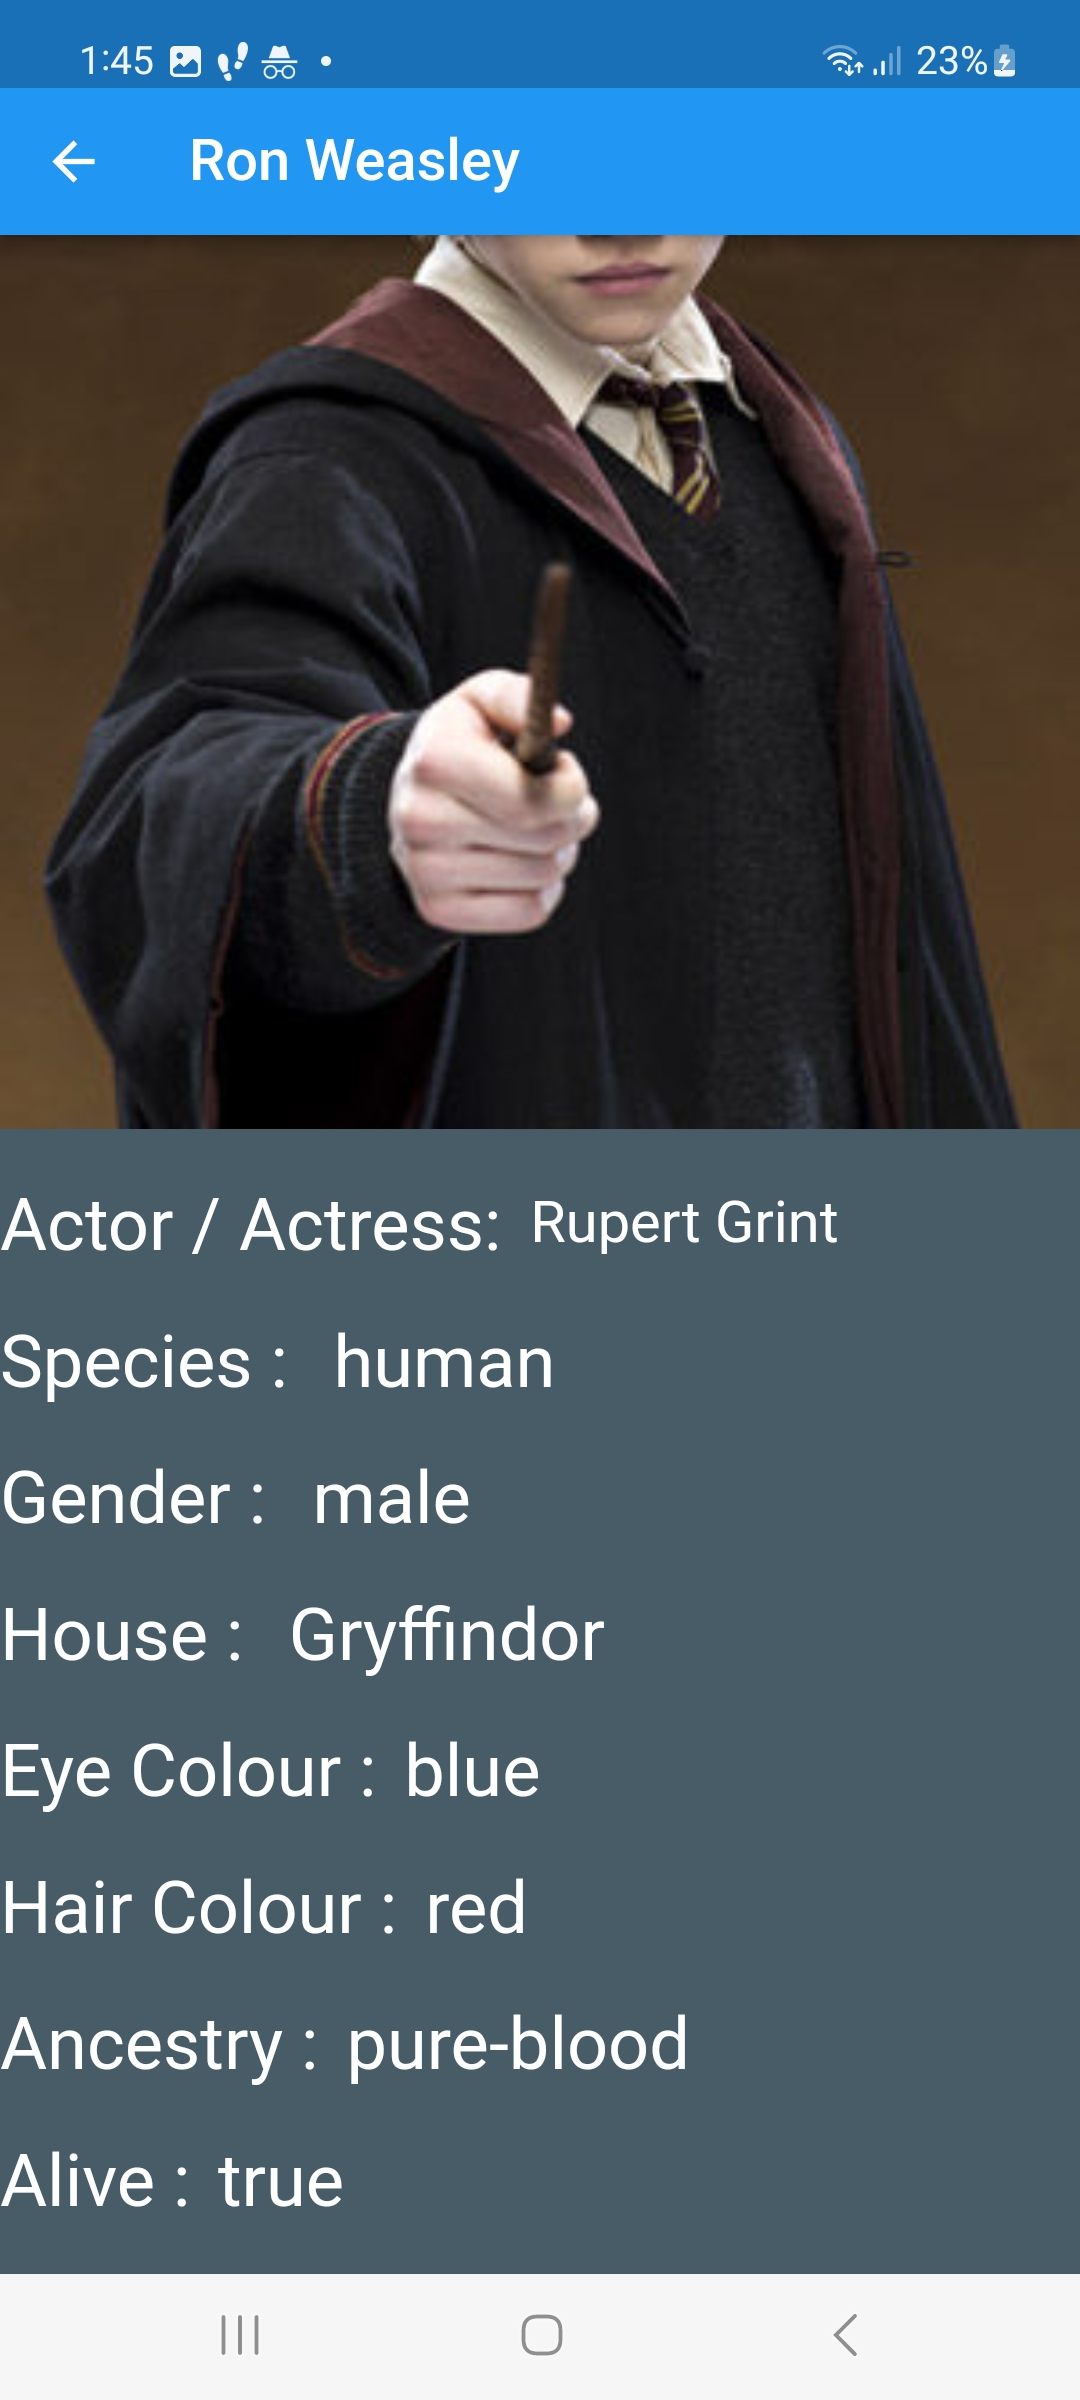 1:45 23%
Ron Weasley
Actor / Actress: Rupert Grint
Species : human
Gender : male
House : Gryffindor
Eye Colour : blue
Hair Colour : red
Ancestry : pure-blood
Alive : true